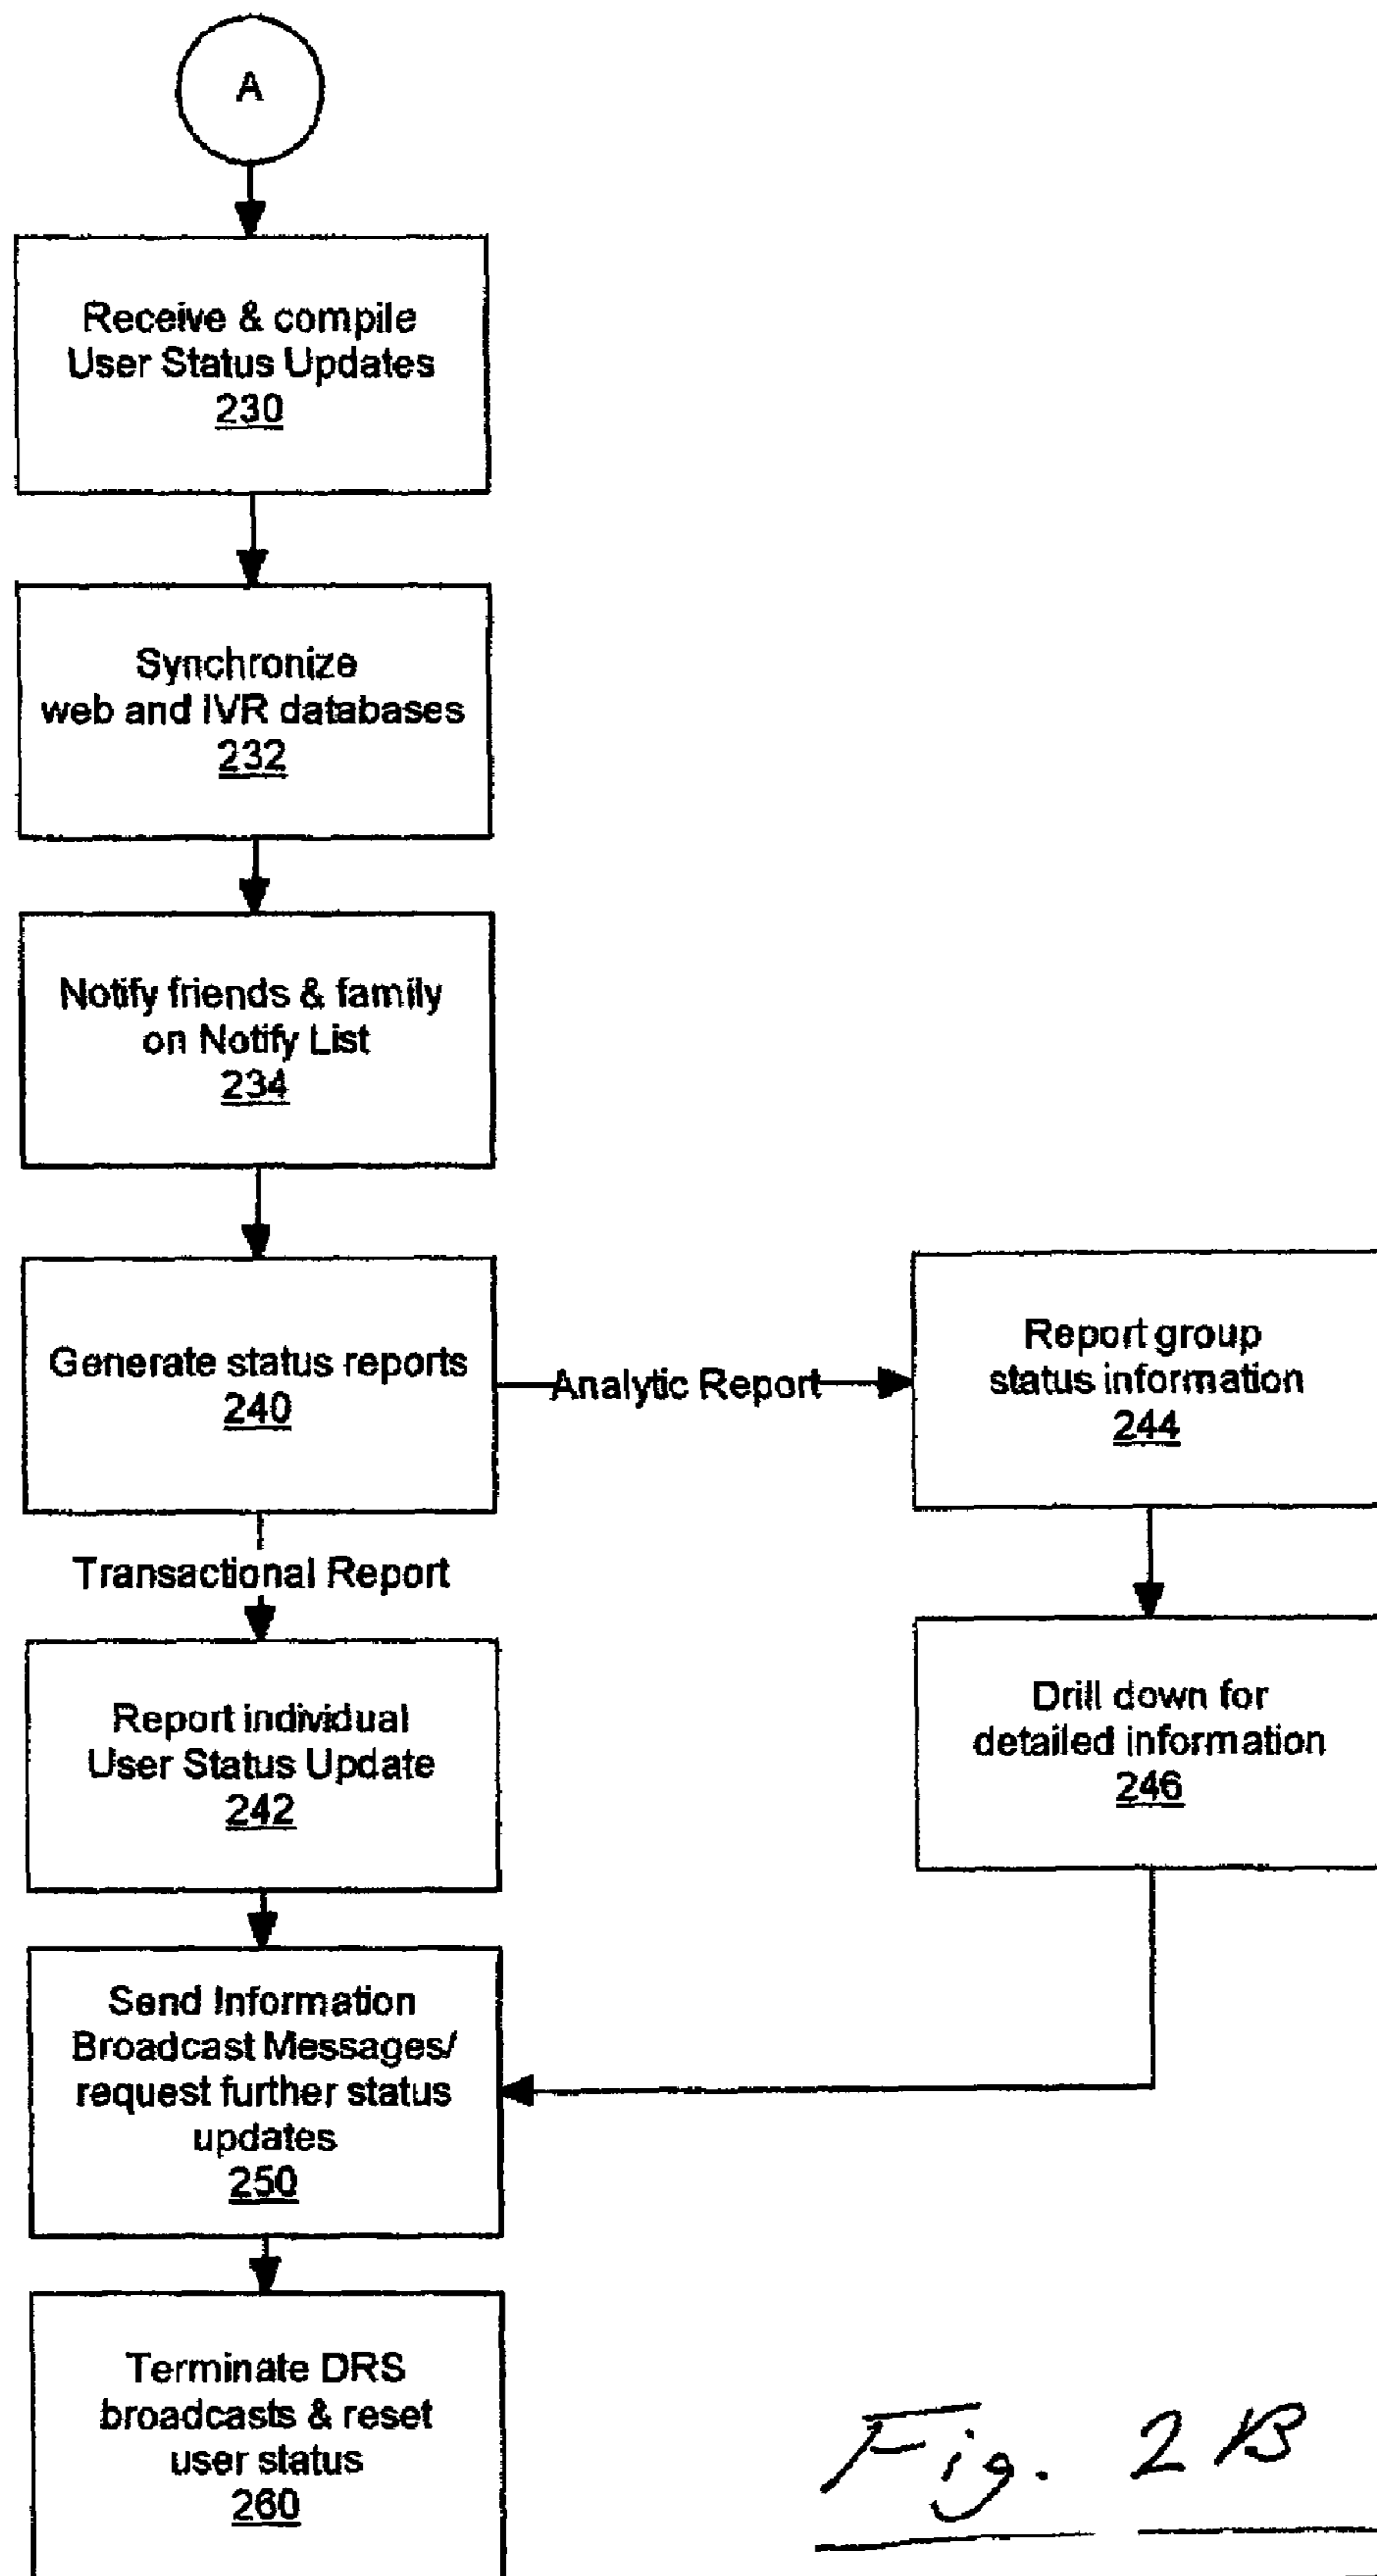 A
Receive & compile
User Status Updates
230
Synchronize
web and IVR databases
232
Notify friends & family
on Notify List
234
Generate status reports
240
Analytic Report
Report group
status information
244
Transactional Report
Report individual
User Status Update
242
Drill down for
detailed information
246
Send Information
Broadcast Messages/
request further status
updates
250
Terminate DRS
broadcasts & reset
user status
260
Fig. 2B